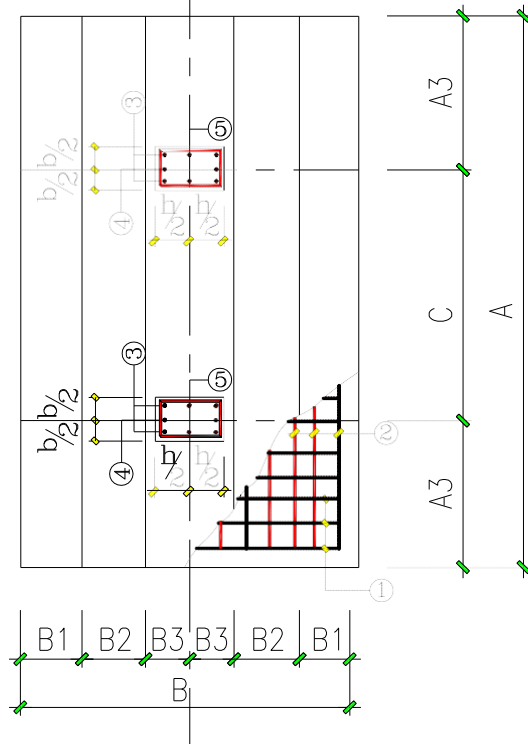 A3
③
⑤
b/2
b/2
④
h/2 h/2
C
A
③
⑤
b/2
b/2
④
h/2 h/2
②
A3
①
B1 B2 B3 B3 B2 B1
B